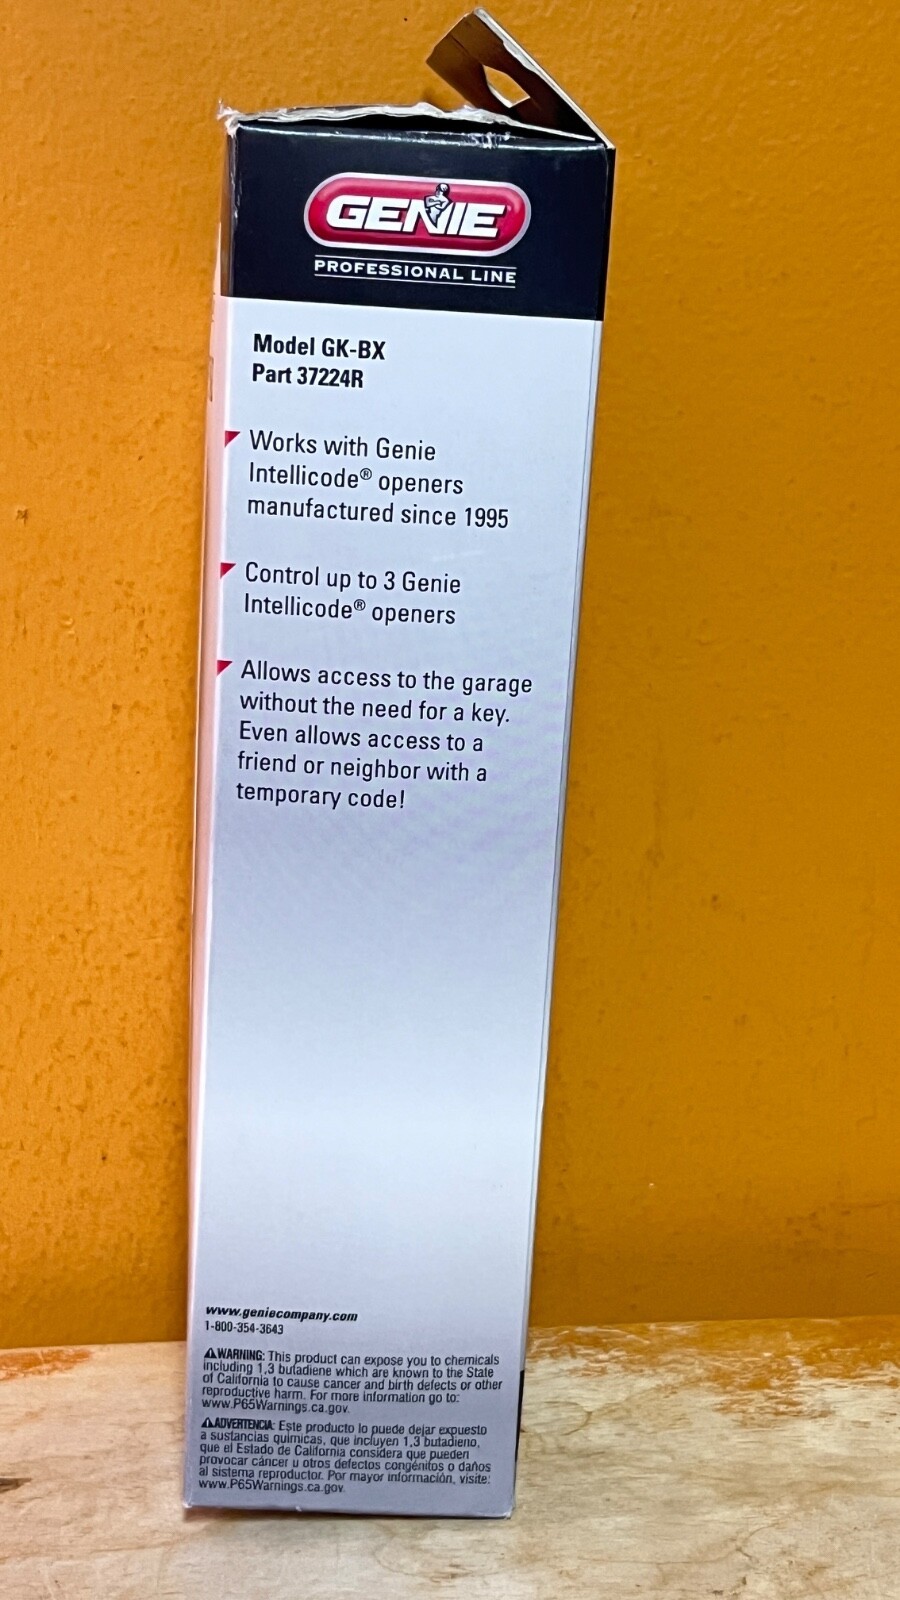 GENIE
PROFESSIONAL LINE
Model GK-BX
Part 37224R
Works with Genie
Intellicode® openers
manufactured since 1995
Control up to 3 Genie
Intellicode® openers
Allows access to the garage
without the need for a key.
Even allows access to a
friend or neighbor with a
temporary code!
www.geniecompany.com
1-800-354-3643
⚠WARNING: This product can expose you to chemicals
including 1,3 butadiene which are known to the State
of California to cause cancer and birth defects or other
reproductive harm. For more information go to:
www.P65Warnings.ca.gov.
⚠ADVERTENCIA: Este producto lo puede dejar expuesto
a sustancias químicas, que incluyen 1,3 butadieno,
que el Estado de California considera que pueden
provocar cáncer u otros defectos congénitos o daños
al sistema reproductor. Por mayor información, visite:
www.P65Warnings.ca.gov.